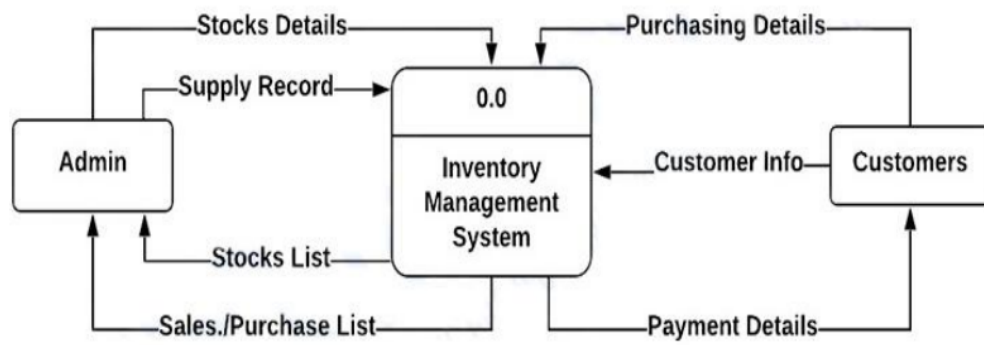 Stocks Details
Purchasing Details
Supply Record
0.0
Admin
Inventory
Management
System
Customer Info
Customers
Stocks List
Sales./Purchase List
Payment Details